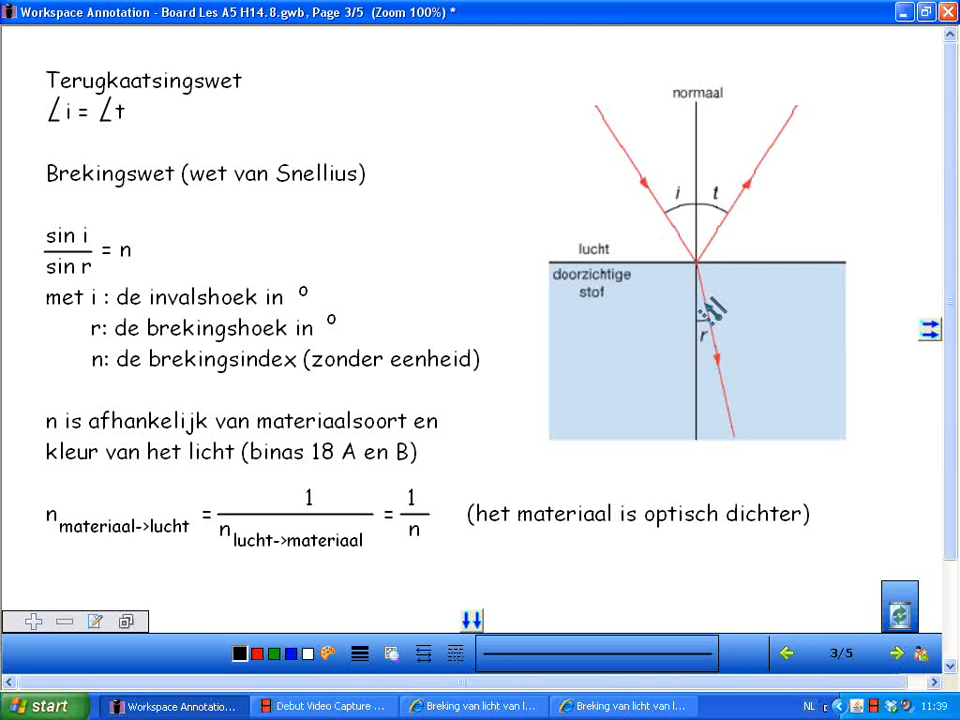 Workspace Annotation - Board Les A5 H14.8.gwb, Page 3/5 (Zoom 100%) *
Terugkaatsingswet
∠i = ∠t
Brekingswet (wet van Snellius)
sin i
= n
sin r
met i : de invalshoek in °
r: de brekingshoek in °
n: de brekingsindex (zonder eenheid)
n is afhankelijk van materiaalsoort en
kleur van het licht (binas 18 A en B)
n materiaal->lucht = 1 / n lucht->materiaal = 1 / n (het materiaal is optisch dichter)
normaal
i t
lucht
doorzichtige
stof
r
3/5
start
Workspace Annotatio...
Debut Video Capture ...
Breking van licht van l...
Breking van licht van l...
NL
11:39